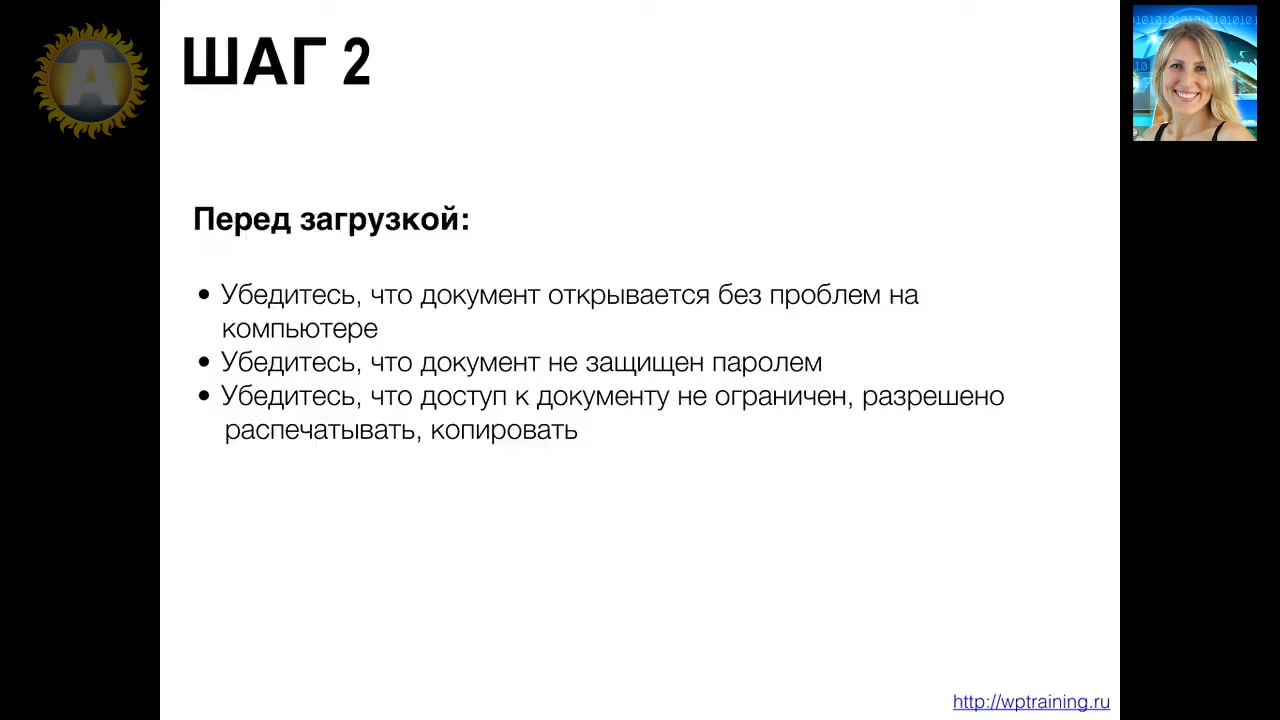 ШАГ 2
A
Перед загрузкой:
• Убедитесь, что документ открывается без проблем на
компьютере
• Убедитесь, что документ не защищен паролем
• Убедитесь, что доступ к документу не ограничен, разрешено
распечатывать, копировать
http://wptraining.ru